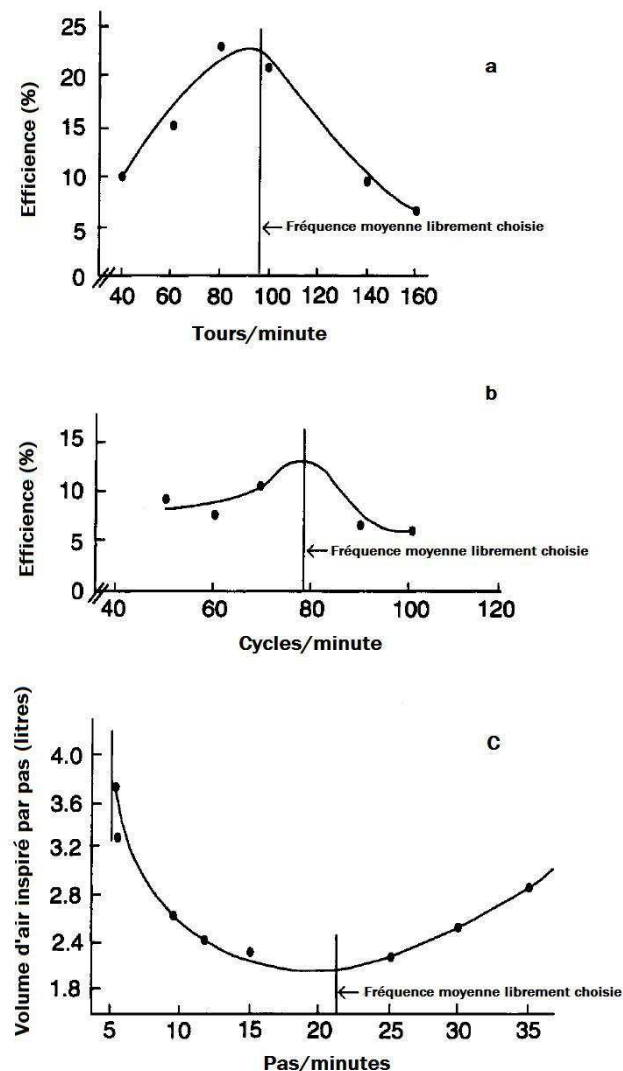 25
20
15
10
5
0
Efficience (%)
a
← Fréquence moyenne librement choisie
40 60 80 100 120 140 160
Tours/minute
b
15
10
5
0
Efficience (%)
← Fréquence moyenne librement choisie
40 60 80 100 120
Cycles/minute
C
4.0
3.6
3.2
2.8
2.4
1.8
Volume d'air inspiré par pas (litres)
← Fréquence moyenne librement choisie
5 10 15 20 25 30 35
Pas/minutes